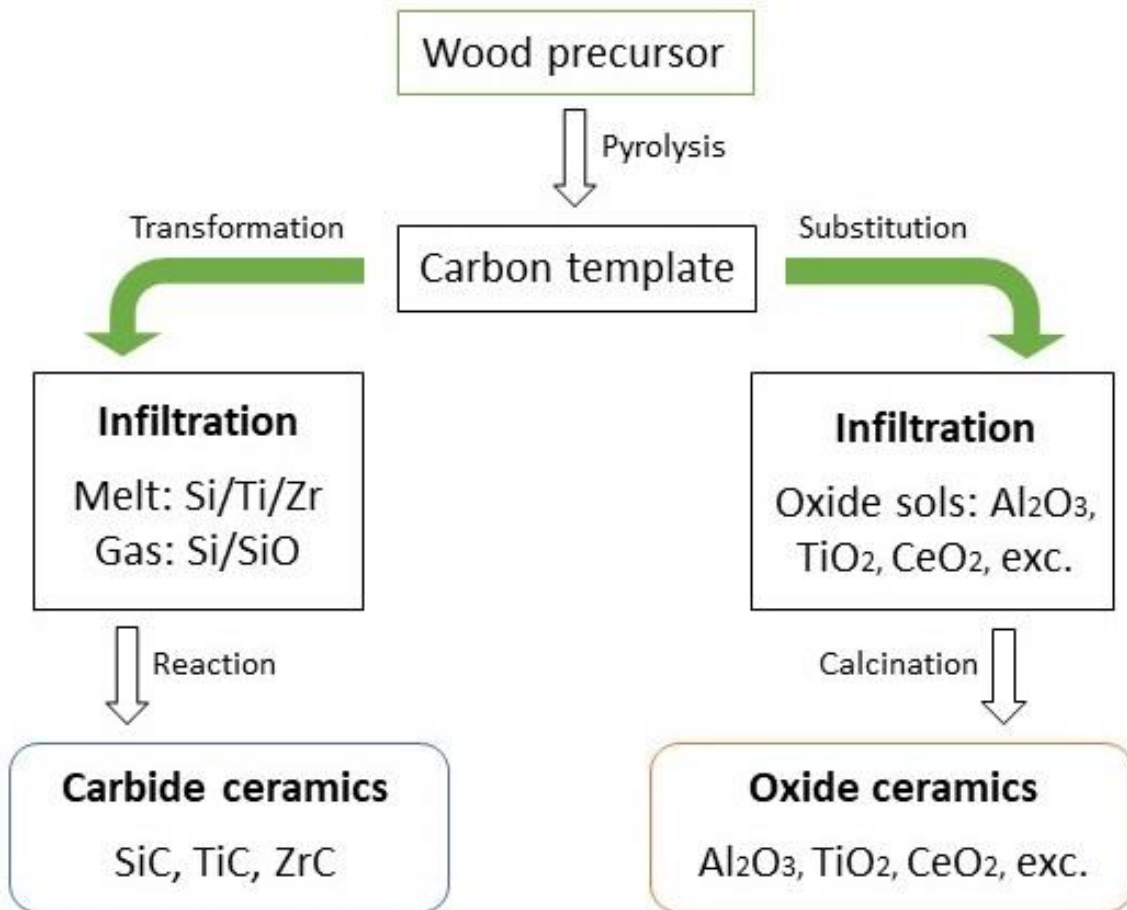 Wood precursor
Pyrolysis
Transformation
Substitution
Carbon template
Infiltration
Melt: Si/Ti/Zr
Gas: Si/SiO
Infiltration
Oxide sols: Al2O3,
TiO2, CeO2, exc.
Reaction
Calcination
Carbide ceramics
SiC, TiC, ZrC
Oxide ceramics
Al2O3, TiO2, CeO2, exc.